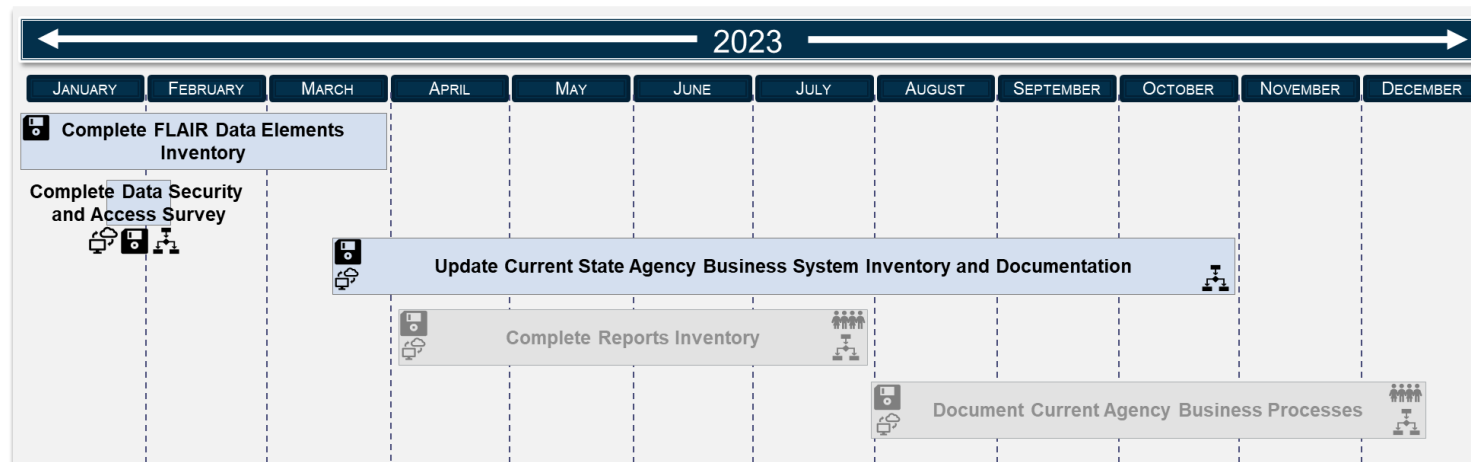 2023
JANUARY FEBRUARY MARCH APRIL MAY JUNE JULY AUGUST SEPTEMBER OCTOBER NOVEMBER DECEMBER
Complete FLAIR Data Elements
Inventory
Complete Data Security
and Access Survey
Update Current State Agency Business System Inventory and Documentation
Complete Reports Inventory
Document Current Agency Business Processes